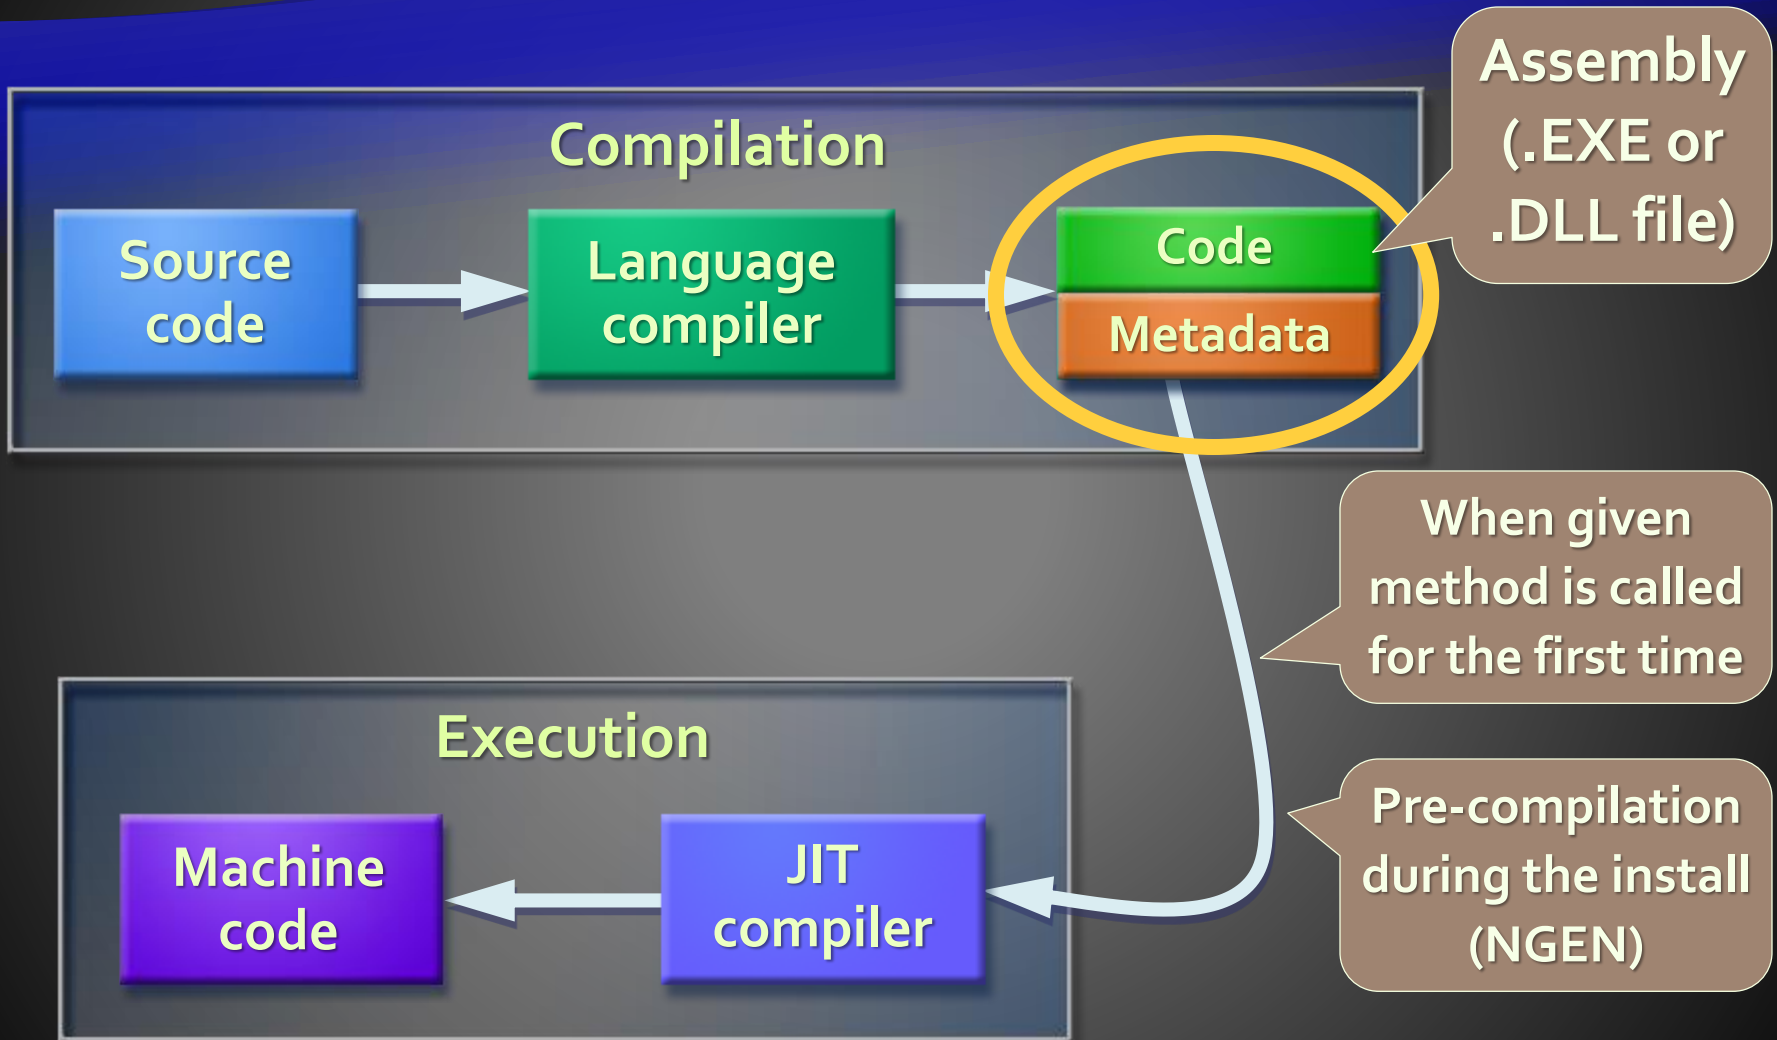 Compilation
Source
code
Language
compiler
Code
Metadata
Assembly
(.EXE or
.DLL file)
When given
method is called
for the first time
Execution
Machine
code
JIT
compiler
Pre-compilation
during the install
(NGEN)